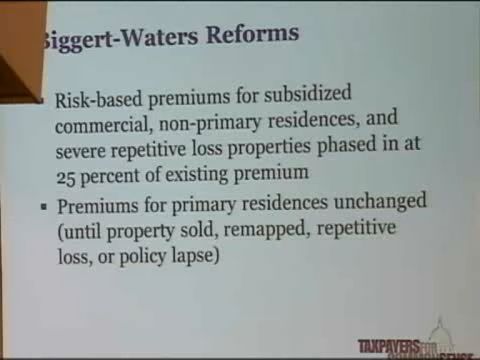 Biggert-Waters Reforms
Risk-based premiums for subsidized
commercial, non-primary residences, and
severe repetitive loss properties phased in at
25 percent of existing premium
Premiums for primary residences unchanged
(until property sold, remapped, repetitive
loss, or policy lapse)
TAXPAYERS FOR
COMMON SENSE